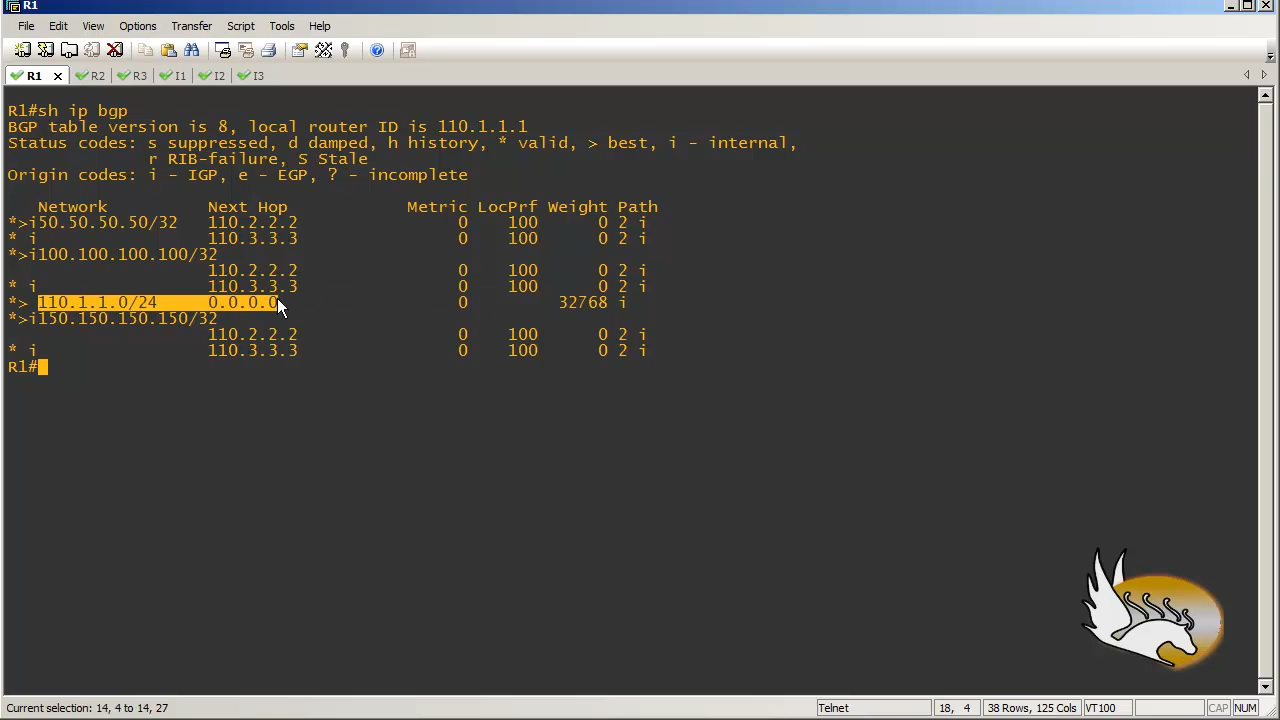 R1
File Edit View Options Transfer Script Tools Help
R1 R2 R3 I1 I2 I3
R1#sh ip bgp
BGP table version is 8, local router ID is 110.1.1.1
Status codes: s suppressed, d damped, h history, * valid, > best, i - internal,
r RIB-failure, S Stale
Origin codes: i - IGP, e - EGP, ? - incomplete
Network Next Hop Metric LocPrf Weight Path
*>i50.50.50.50/32 110.2.2.2 0 100 0 2 i
* i 110.3.3.3 0 100 0 2 i
*>i100.100.100.100/32
110.2.2.2 0 100 0 2 i
* i 110.3.3.3 0 100 0 2 i
*> 110.1.1.0/24 0.0.0.0 0 32768 i
*>i150.150.150.150/32
110.2.2.2 0 100 0 2 i
* i 110.3.3.3 0 100 0 2 i
R1#
Current selection: 14, 4 to 14, 27 Telnet 18, 4 38 Rows, 125 Cols VT100 CAP NUM